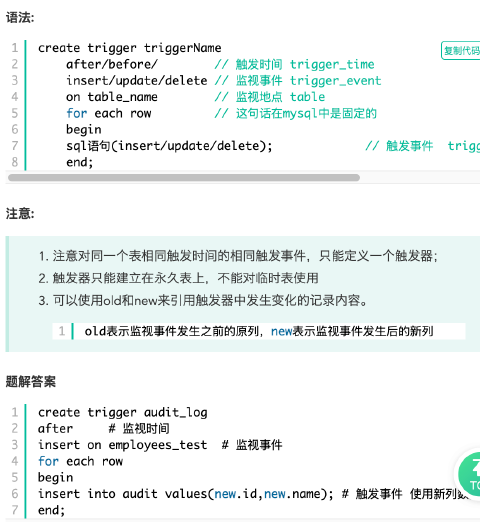 语法:
1 create trigger triggerName
复制代码
2 after/before/ // 触发时间 trigger_time
3 insert/update/delete // 监视事件 trigger_event
4 on table_name // 监视地点 table
5 for each row // 这句话在mysql中是固定的
6 begin
7 sql语句(insert/update/delete); // 触发事件 trigg
8 end;
注意:
1. 注意对同一个表相同触发时间的相同触发事件，只能定义一个触发器；
2. 触发器只能建立在永久表上，不能对临时表使用
3. 可以使用old和new来引用触发器中发生变化的记录内容。
1 old表示监视事件发生之前的原列，new表示监视事件发生后的新列
题解答案
1 create trigger audit_log
2 after # 监视时间
3 insert on employees_test # 监视事件
4 for each row
5 begin
6 insert into audit values(new.id,new.name); # 触发事件 使用新列数
7 end;